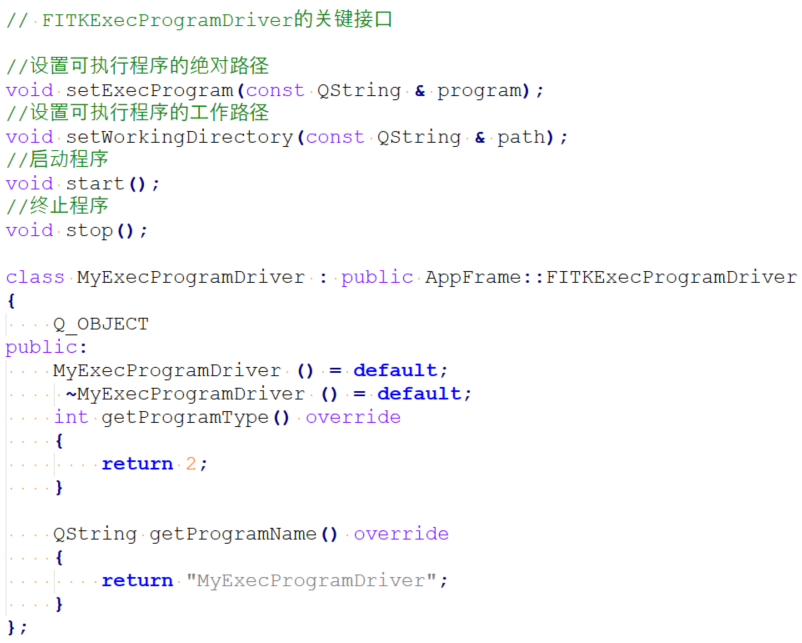 // FITKExecProgramDriver的关键接口

//设置可执行程序的绝对路径
void setExecProgram(const QString & program);
//设置可执行程序的工作路径
void setWorkingDirectory(const QString & path);
//启动程序
void start();
//终止程序
void stop();

class MyExecProgramDriver : public AppFrame::FITKExecProgramDriver
{
    Q_OBJECT
public:
    MyExecProgramDriver () = default;
     ~MyExecProgramDriver () = default;
    int getProgramType() override
    {
        return 2;
    }

    QString getProgramName() override
    {
        return "MyExecProgramDriver";
    }
};